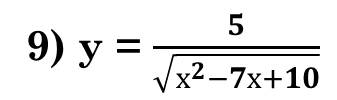 9) y = 5/√(x²−7x+10)